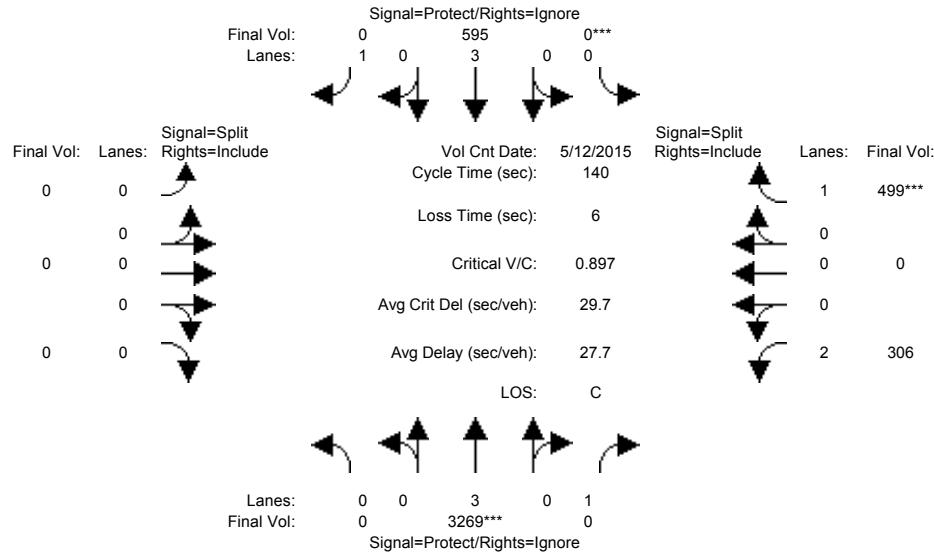 Signal=Protect/Rights=Ignore
Final Vol: 0 595 0***
Lanes: 1 0 3 0 0
Signal=Split Signal=Split
Final Vol: Lanes: Rights=Include Vol Cnt Date: 5/12/2015 Rights=Include Lanes: Final Vol:
Cycle Time (sec): 140
0 0 1 499***
Loss Time (sec): 6
0 0
0 0 Critical V/C: 0.897 0 0
0 Avg Crit Del (sec/veh): 29.7 0
0 0 Avg Delay (sec/veh): 27.7 2 306
LOS: C
Lanes: 0 0 3 0 1
Final Vol: 0 3269*** 0
Signal=Protect/Rights=Ignore